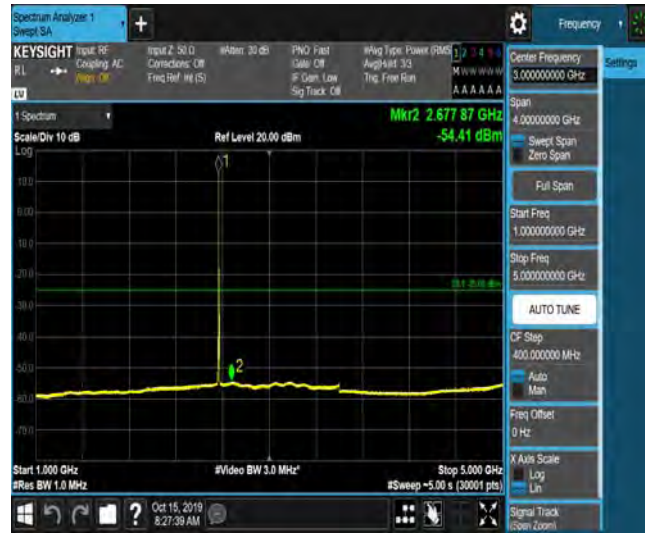 Spectrum Analyzer 1
Swept SA
+
Frequency
Settings
KEYSIGHT Input: RF
Coupling: AC
Align: Off
RL
LV
Input Z: 50 Ω
Corrections: Off
Freq Ref: Int (S)
#Atten: 30 dB
PNO: Fast
Gate: Off
IF Gain: Low
Sig Track: Off
#Avg Type: Power (RMS
Avg|Hold: 3/3
Trig: Free Run
1 2 3 4 5 6
M W W W W W
A A A A A A
1 Spectrum
Scale/Div 10 dB
Log
Ref Level 20.00 dBm
Mkr2 2.677 87 GHz
-54.41 dBm
1
2
10.0
0.00
-10.0
-20.0
-30.0
-40.0
-50.0
-60.0
-70.0
Start 1.000 GHz
#Res BW 1.0 MHz
#Video BW 3.0 MHz*
Stop 5.000 GHz
#Sweep ~5.00 s (30001 pts)
Oct 15, 2019
8:27:39 AM
?
Center Frequency
3.000000000 GHz
Span
4.00000000 GHz
Swept Span
Zero Span
Full Span
Start Freq
1.000000000 GHz
Stop Freq
5.000000000 GHz
AUTO TUNE
CF Step
400.000000 MHz
Auto
Man
Freq Offset
0 Hz
X Axis Scale
Log
Lin
Signal Track
(Span Zoom)